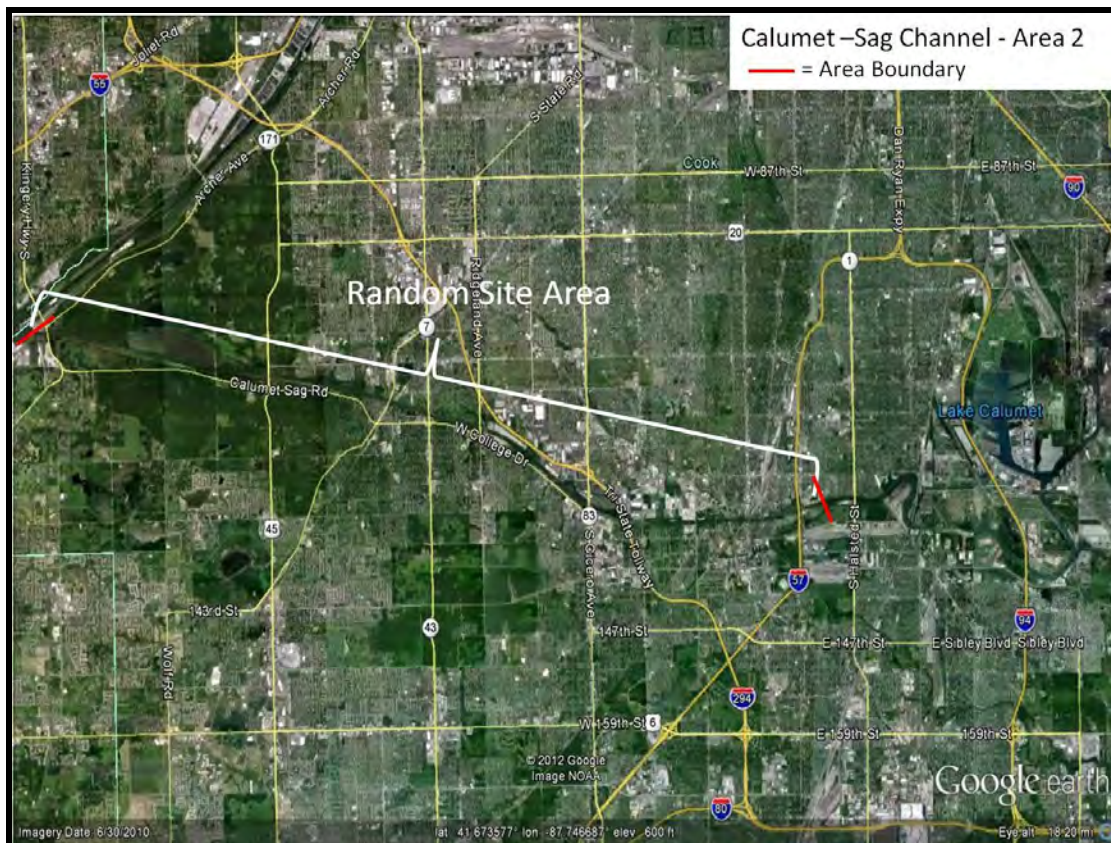 Calumet –Sag Channel - Area 2
= Area Boundary
Joliet Rd
55
Archer Rd
S State Rd
171
Archer Ave
Cook
W 87th St
E 87th St
90
Dan Ryan Expy
20
1
Ridgeland Ave
Random Site Area
7
Calumet Sag Rd
W College Dr
Lake Calumet
Tri State Tollway
83
S Cicero Ave
S Halsted St
45
57
143rd St
43
147th St
E 147th St
E Sibley Blvd
Sibley Blvd
94
Wolf Rd
294
W 159th St
6
E 159th St
159th St
© 2012 Google
Image NOAA
Google earth
80
Imagery Date 6/30/2010
lat 41.673577° lon -87.746687° elev 600 ft
Eye alt 18.20 mi